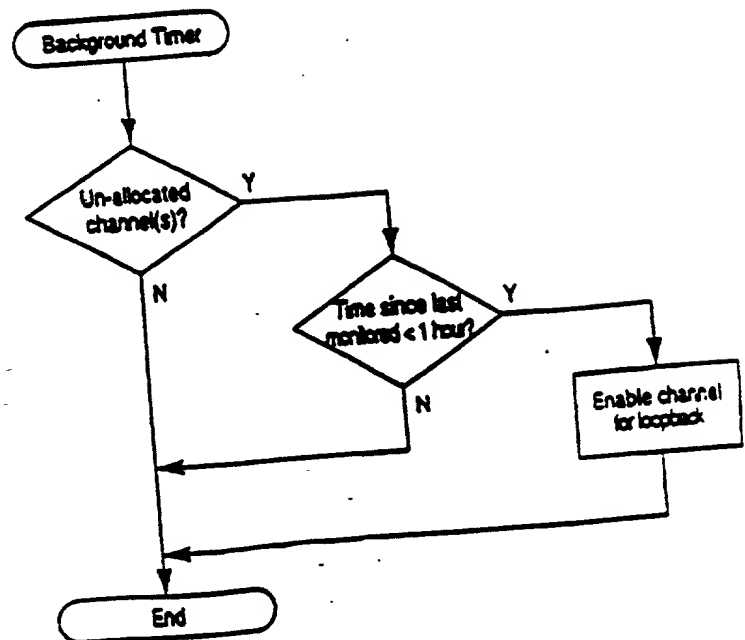 Background Timer
Un-allocated
channel(s)?
Y
N
Time since last
monitored < 1 hour?
Y
N
Enable channel
for loopback
End